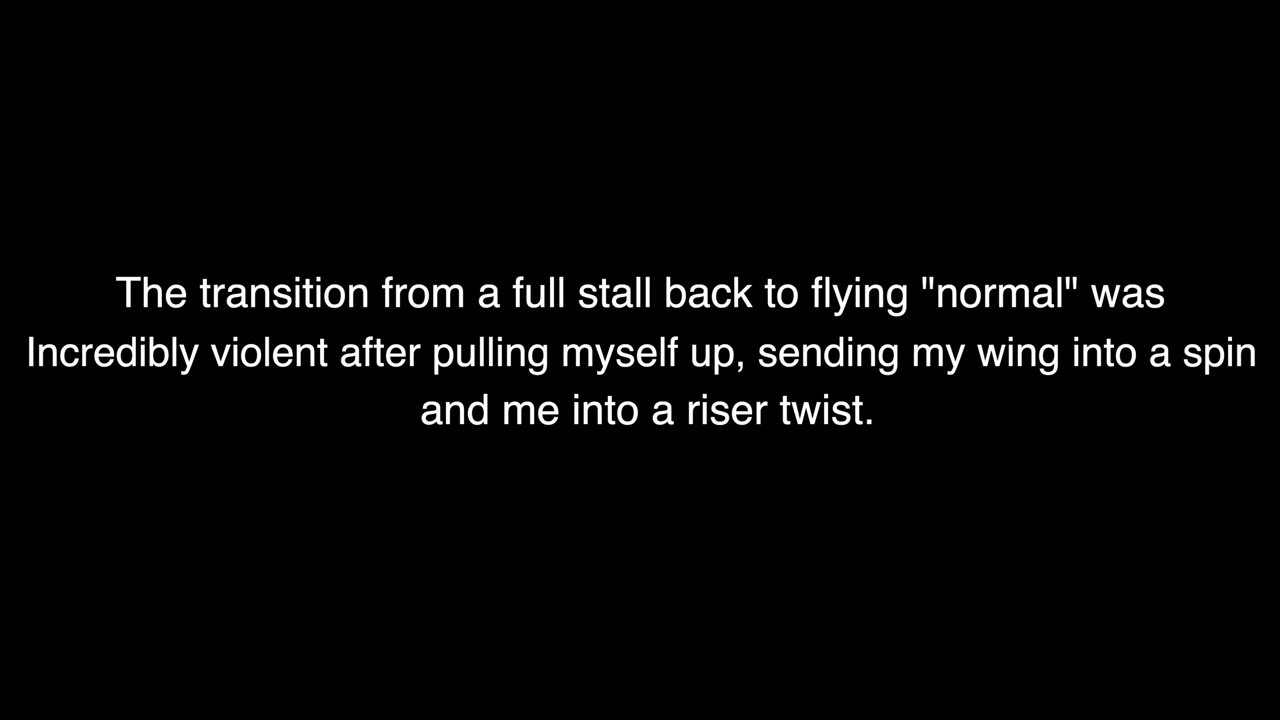 The transition from a full stall back to flying "normal" was
Incredibly violent after pulling myself up, sending my wing into a spin
and me into a riser twist.